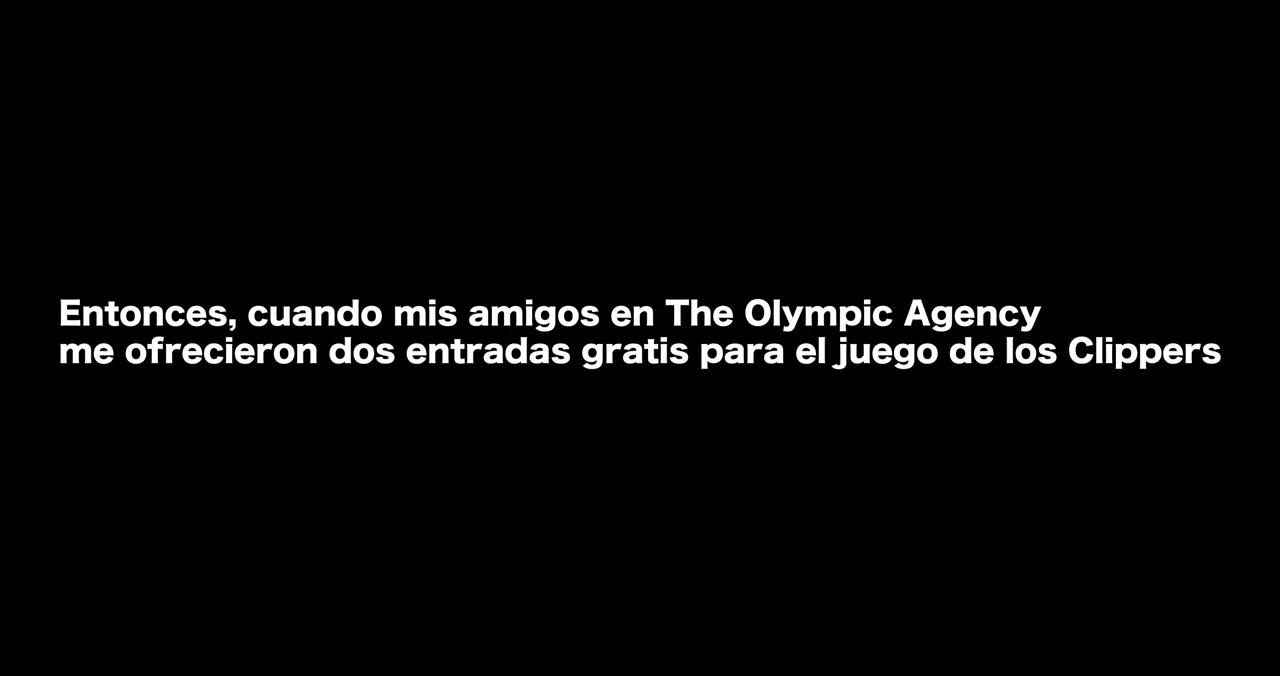 Entonces, cuando mis amigos en The Olympic Agency
me ofrecieron dos entradas gratis para el juego de los Clippers